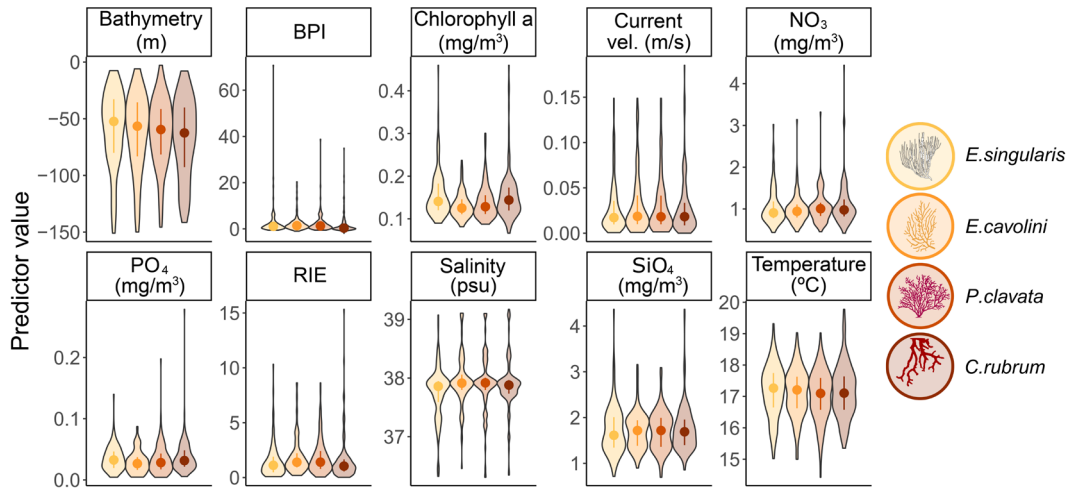 Bathymetry
(m)
BPI
Chlorophyll a
(mg/m³)
Current
vel. (m/s)
NO₃
(mg/m³)
0
−50
−100
−150
60
40
20
0
0.4
0.3
0.2
0.1
0.15
0.10
0.05
0.00
4
3
2
1
Predictor value
PO₄
(mg/m³)
RIE
Salinity
(psu)
SiO₄
(mg/m³)
Temperature
(ºC)
0.2
0.1
0.0
15
10
5
0
39
38
37
4
3
2
1
20
19
18
17
16
15
E.singularis
E.cavolini
P.clavata
C.rubrum